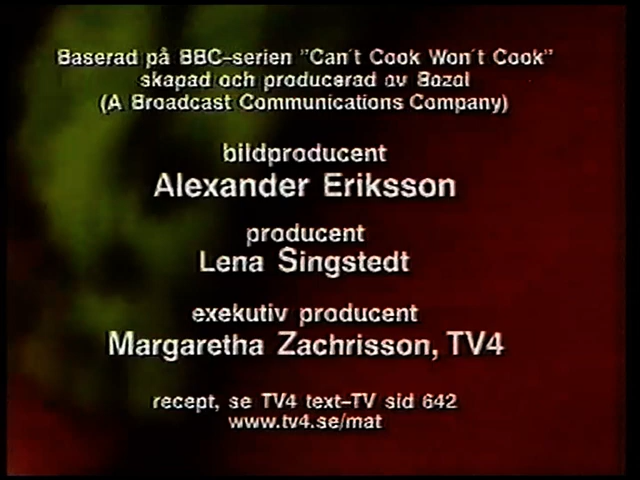 Baserad på BBC-serien "Can't Cook Won't Cook"
skapad och producerad av Bazal
(A Broadcast Communications Company)
bildproducent
Alexander Eriksson
producent
Lena Singstedt
exekutiv producent
Margaretha Zachrisson, TV4
recept, se TV4 text-TV sid 642
www.tv4.se/mat